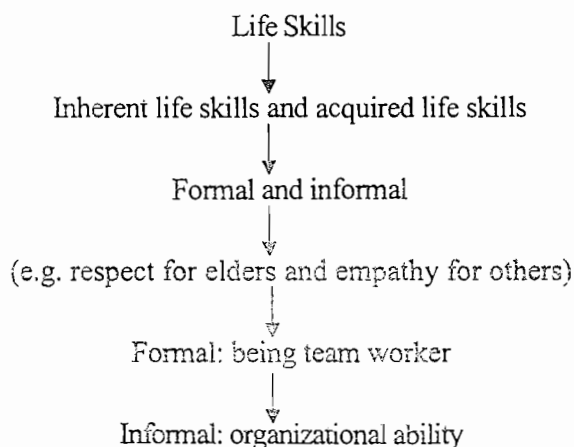 Life Skills
Inherent life skills and acquired life skills
Formal and informal
(e.g. respect for elders and empathy for others)
Formal: being team worker
Informal: organizational ability